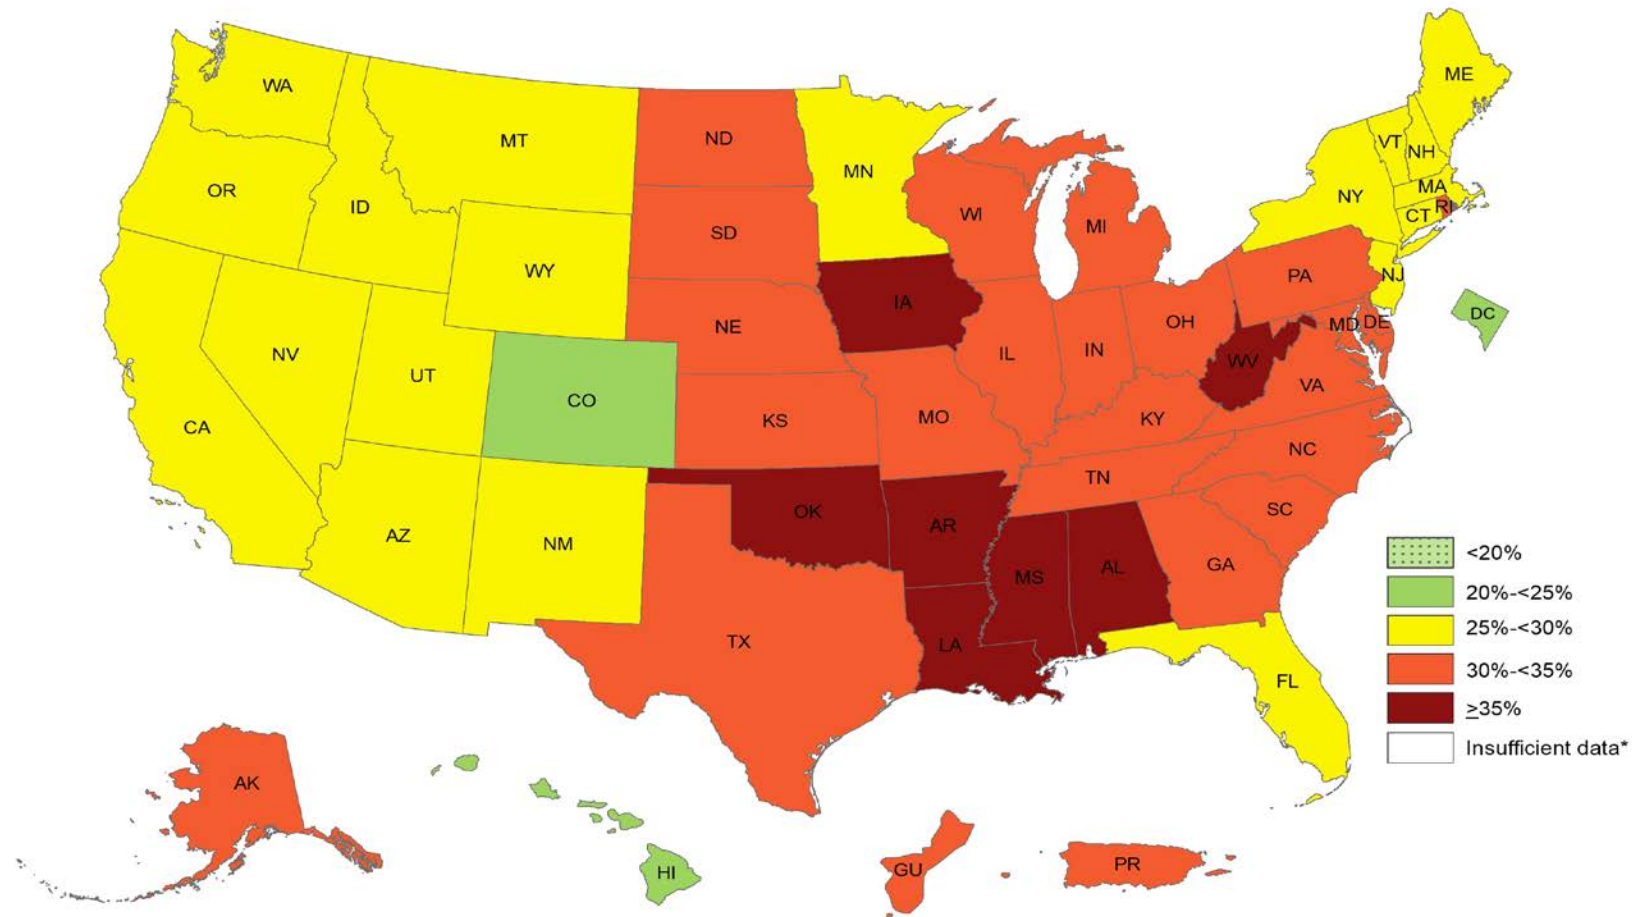 WA
MT
ND
MN
ME
VT
NH
OR
ID
SD
WI
MI
NY
MA
CT
RI
WY
IA
PA
NJ
NV
UT
NE
IL
IN
OH
MD
DE
DC
WV
VA
CA
CO
KS
MO
KY
NC
TN
AZ
NM
OK
AR
SC
MS
AL
GA
TX
LA
FL
AK
HI
GU
PR
<20%
20%-<25%
25%-<30%
30%-<35%
≥35%
Insufficient data*